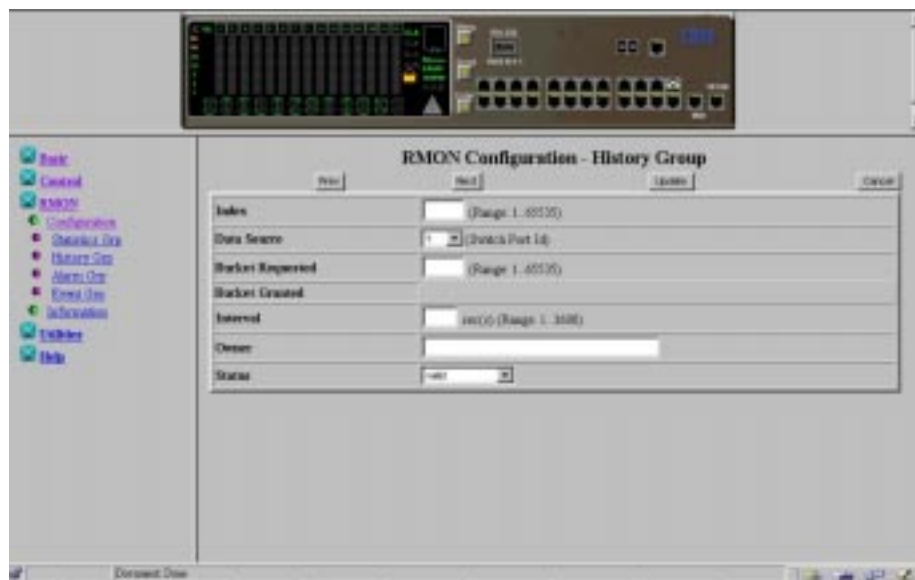 Basic
Control
RMON
Configuration
Statistics Grp
History Grp
Alarm Grp
Event Grp
Information
Utilities
Help
RMON Configuration - History Group
Prev Next Update Cancel
Index (Range: 1..65535)
Data Source 1 (Switch Port Id)
Bucket Requested (Range: 1..65535)
Bucket Granted
Interval sec(s) (Range: 1..3600)
Owner
Status valid
Document: Done